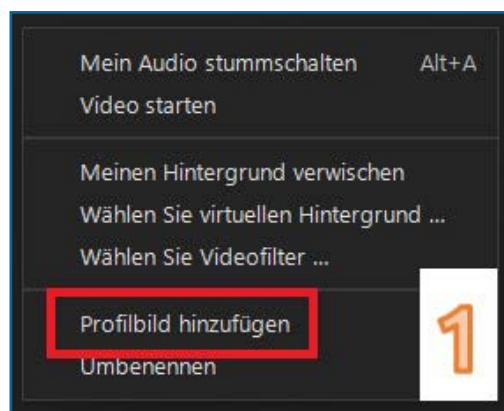 Mein Audio stummschalten Alt+A
Video starten
Meinen Hintergrund verwischen
Wählen Sie virtuellen Hintergrund ...
Wählen Sie Videofilter ...
Profilbild hinzufügen
1
Umbenennen